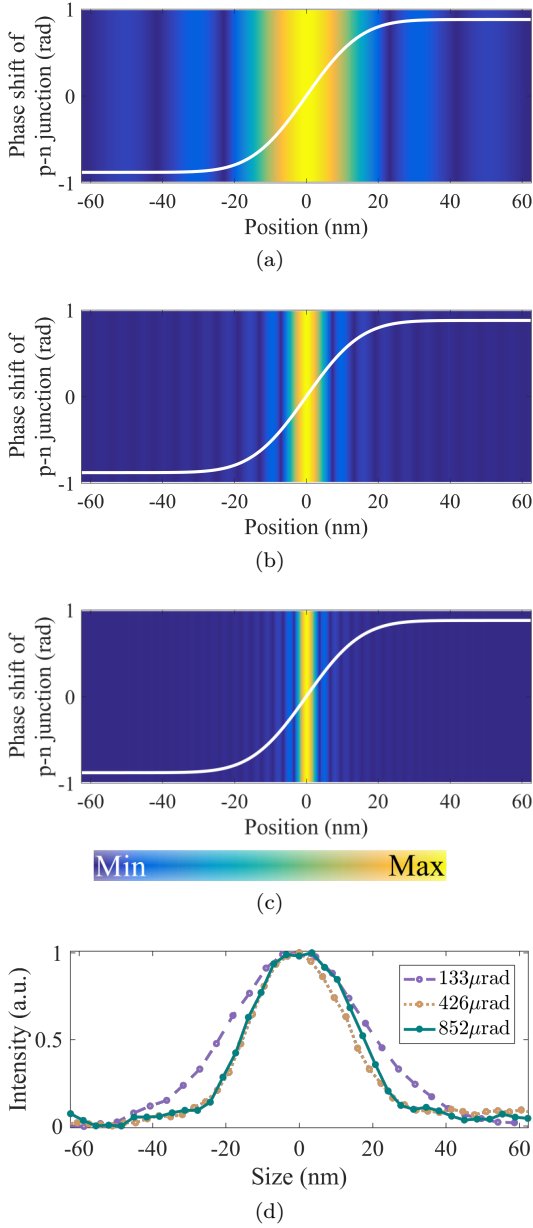 Phase shift of
p-n junction (rad)
1
0
-1
-60 -40 -20 0 20 40 60
Position (nm)
(a)
Phase shift of
p-n junction (rad)
1
0
-1
-60 -40 -20 0 20 40 60
Position (nm)
(b)
Phase shift of
p-n junction (rad)
1
0
-1
-60 -40 -20 0 20 40 60
Position (nm)
Min Max
(c)
Intensity (a.u.)
1
0.5
0
133μrad
426μrad
852μrad
-60 -40 -20 0 20 40 60
Size (nm)
(d)